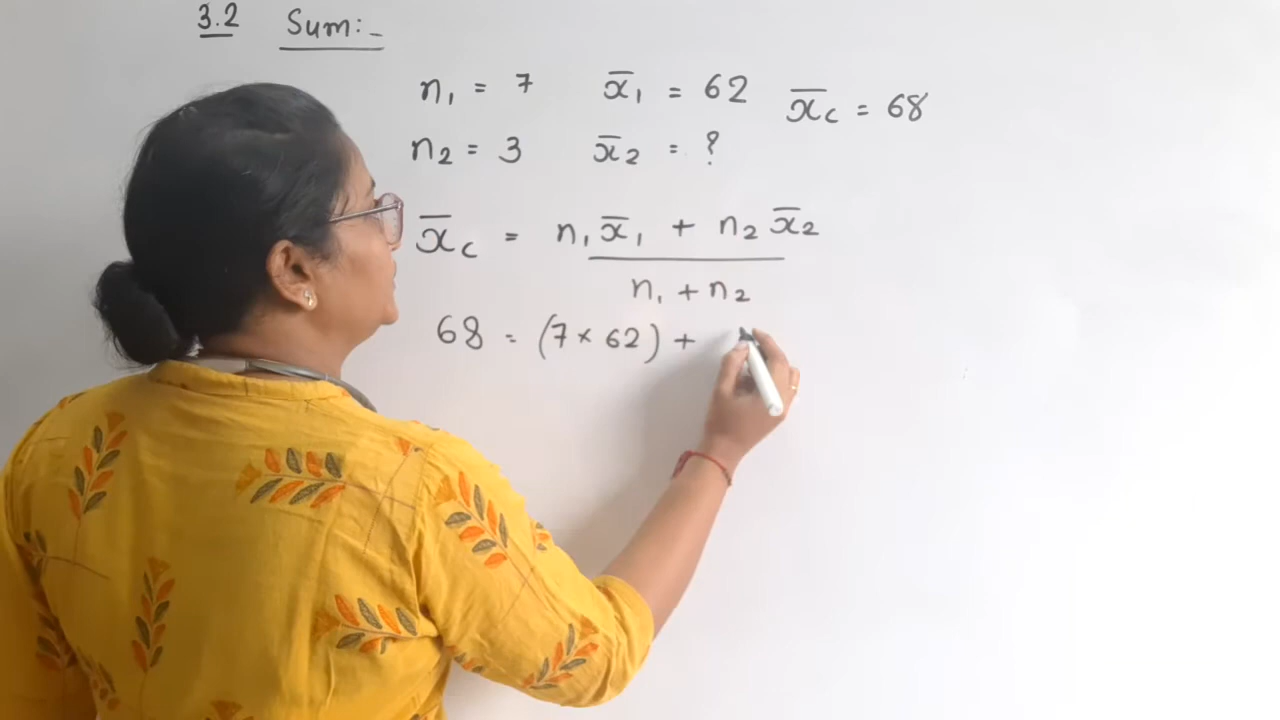 3.2 Sum:-
n₁ = 7 x̄₁ = 62 x̄c = 68
n₂ = 3 x̄₂ = ?
x̄c = n₁x̄₁ + n₂x̄₂
n₁ + n₂
68 = (7 × 62) +